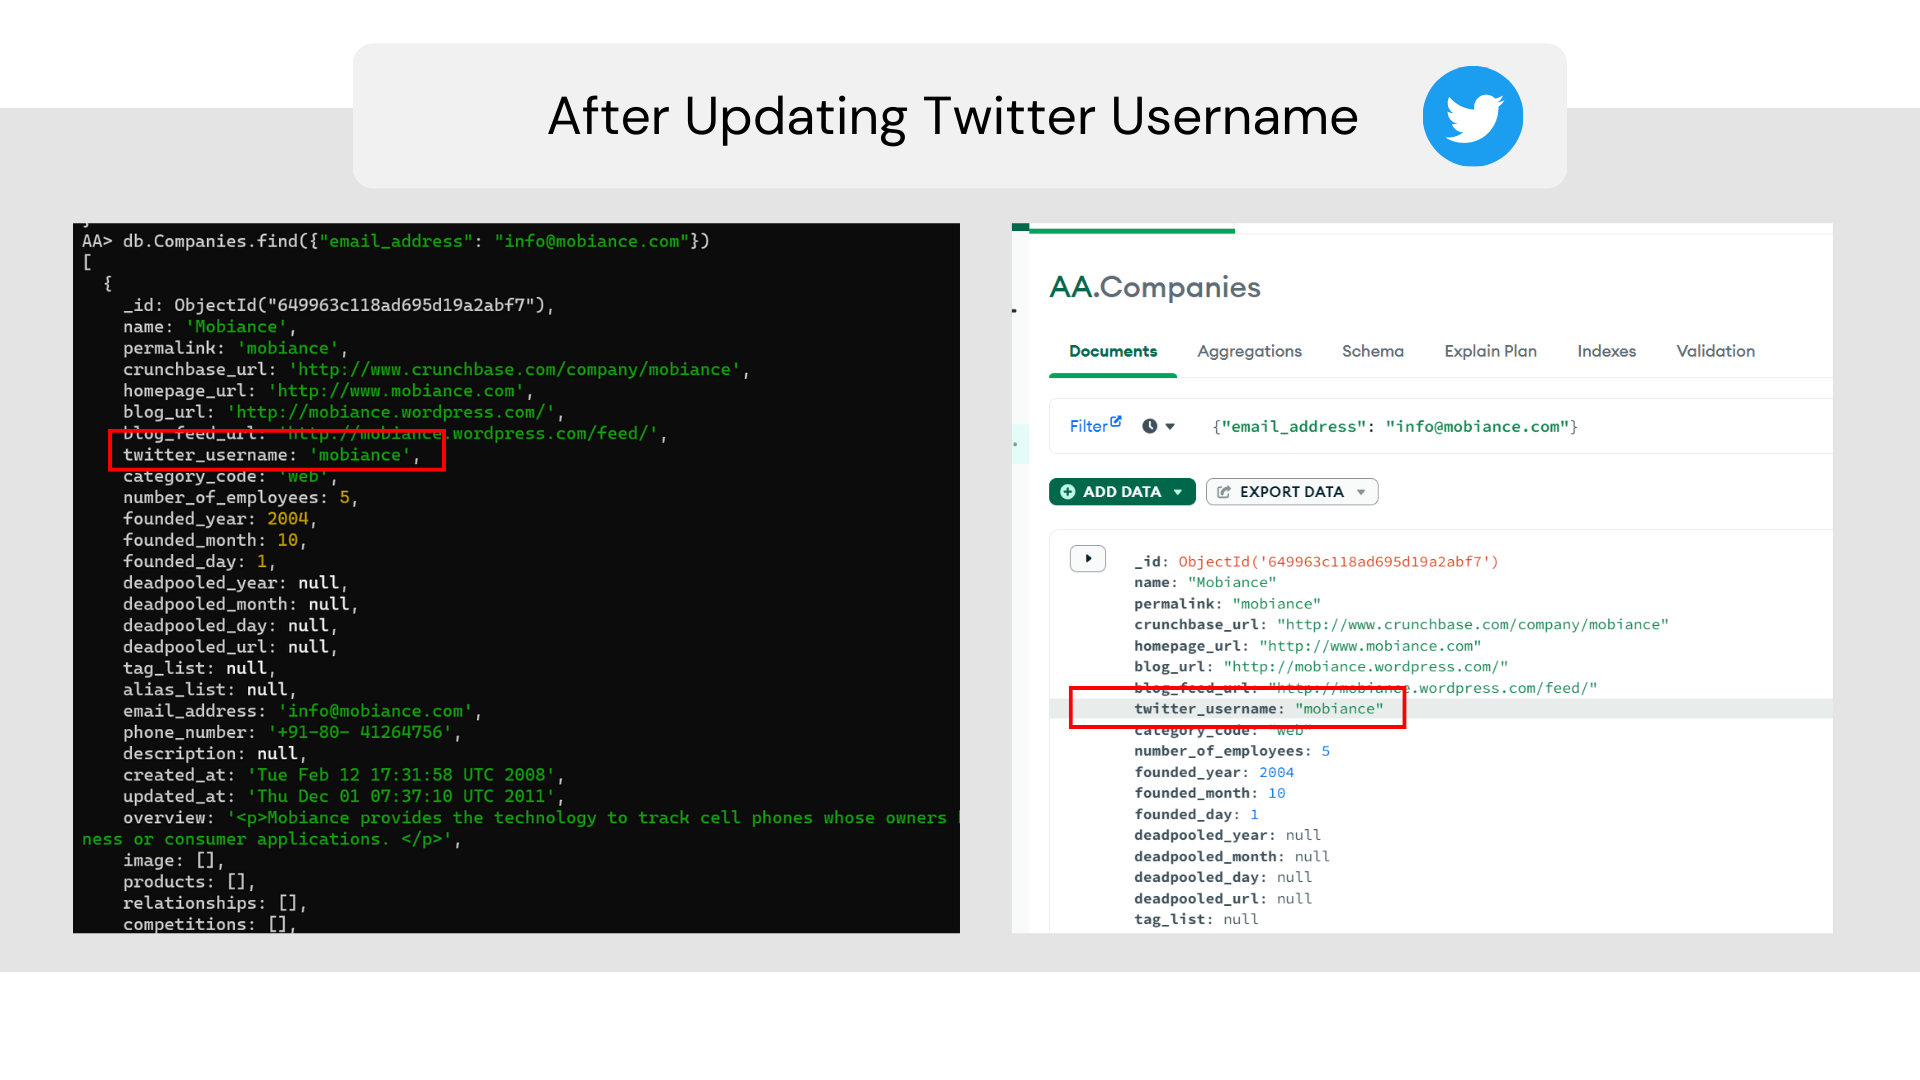 After Updating Twitter Username
AA> db.Companies.find({"email_address": "info@mobiance.com"})
[
{
_id: ObjectId("649963c118ad695d19a2abf7"),
name: 'Mobiance',
permalink: 'mobiance',
crunchbase_url: 'http://www.crunchbase.com/company/mobiance',
homepage_url: 'http://www.mobiance.com',
blog_url: 'http://mobiance.wordpress.com/',
blog_feed_url: 'http://mobiance.wordpress.com/feed/',
twitter_username: 'mobiance',
category_code: 'web',
number_of_employees: 5,
founded_year: 2004,
founded_month: 10,
founded_day: 1,
deadpooled_year: null,
deadpooled_month: null,
deadpooled_day: null,
deadpooled_url: null,
tag_list: null,
alias_list: null,
email_address: 'info@mobiance.com',
phone_number: '+91-80- 41264756',
description: null,
created_at: 'Tue Feb 12 17:31:58 UTC 2008',
updated_at: 'Thu Dec 01 07:37:10 UTC 2011',
overview: '<p>Mobiance provides the technology to track cell phones whose owners
ness or consumer applications. </p>',
image: [],
products: [],
relationships: [],
competitions: [],
AA.Companies
Documents Aggregations Schema Explain Plan Indexes Validation
Filter {"email_address": "info@mobiance.com"}
ADD DATA EXPORT DATA
_id: ObjectId('649963c118ad695d19a2abf7')
name: "Mobiance"
permalink: "mobiance"
crunchbase_url: "http://www.crunchbase.com/company/mobiance"
homepage_url: "http://www.mobiance.com"
blog_url: "http://mobiance.wordpress.com/"
blog_feed_url: "http://mobiance.wordpress.com/feed/"
twitter_username: "mobiance"
category_code: "web"
number_of_employees: 5
founded_year: 2004
founded_month: 10
founded_day: 1
deadpooled_year: null
deadpooled_month: null
deadpooled_day: null
deadpooled_url: null
tag_list: null